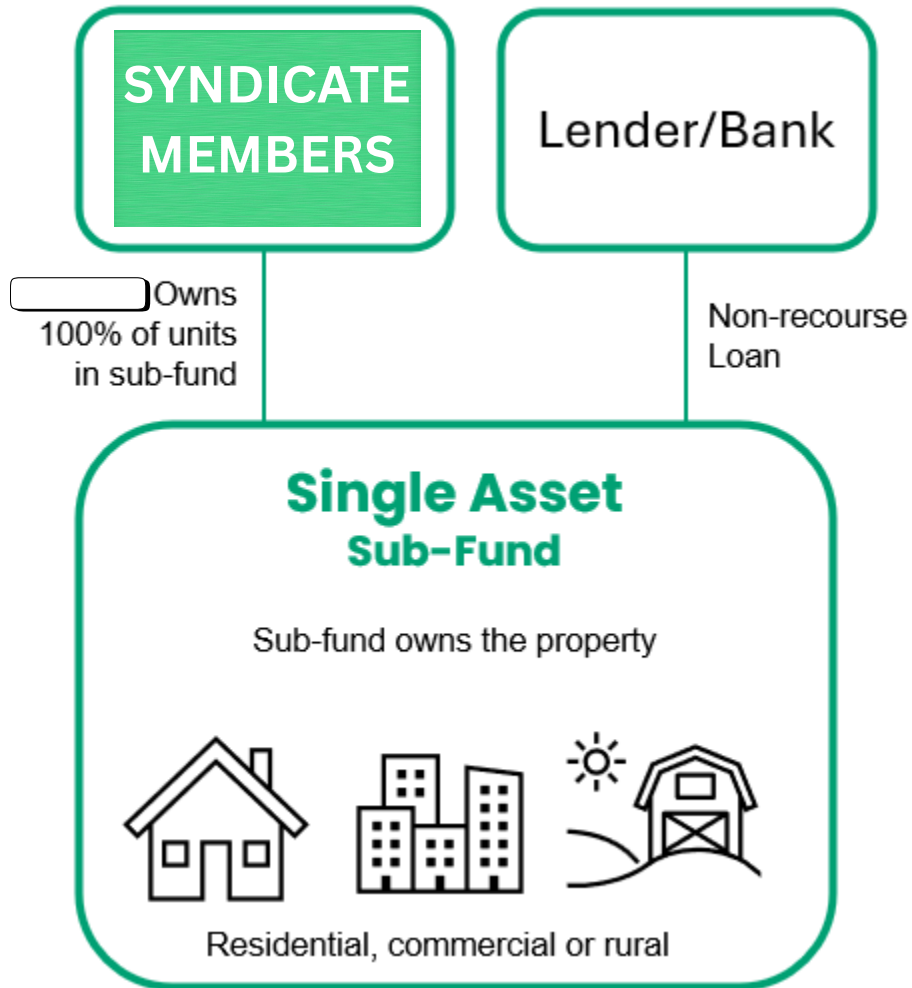 SYNDICATE
MEMBERS
Lender/Bank
Owns
100% of units
in sub-fund
Non-recourse
Loan
Single Asset
Sub-Fund
Sub-fund owns the property
Residential, commercial or rural